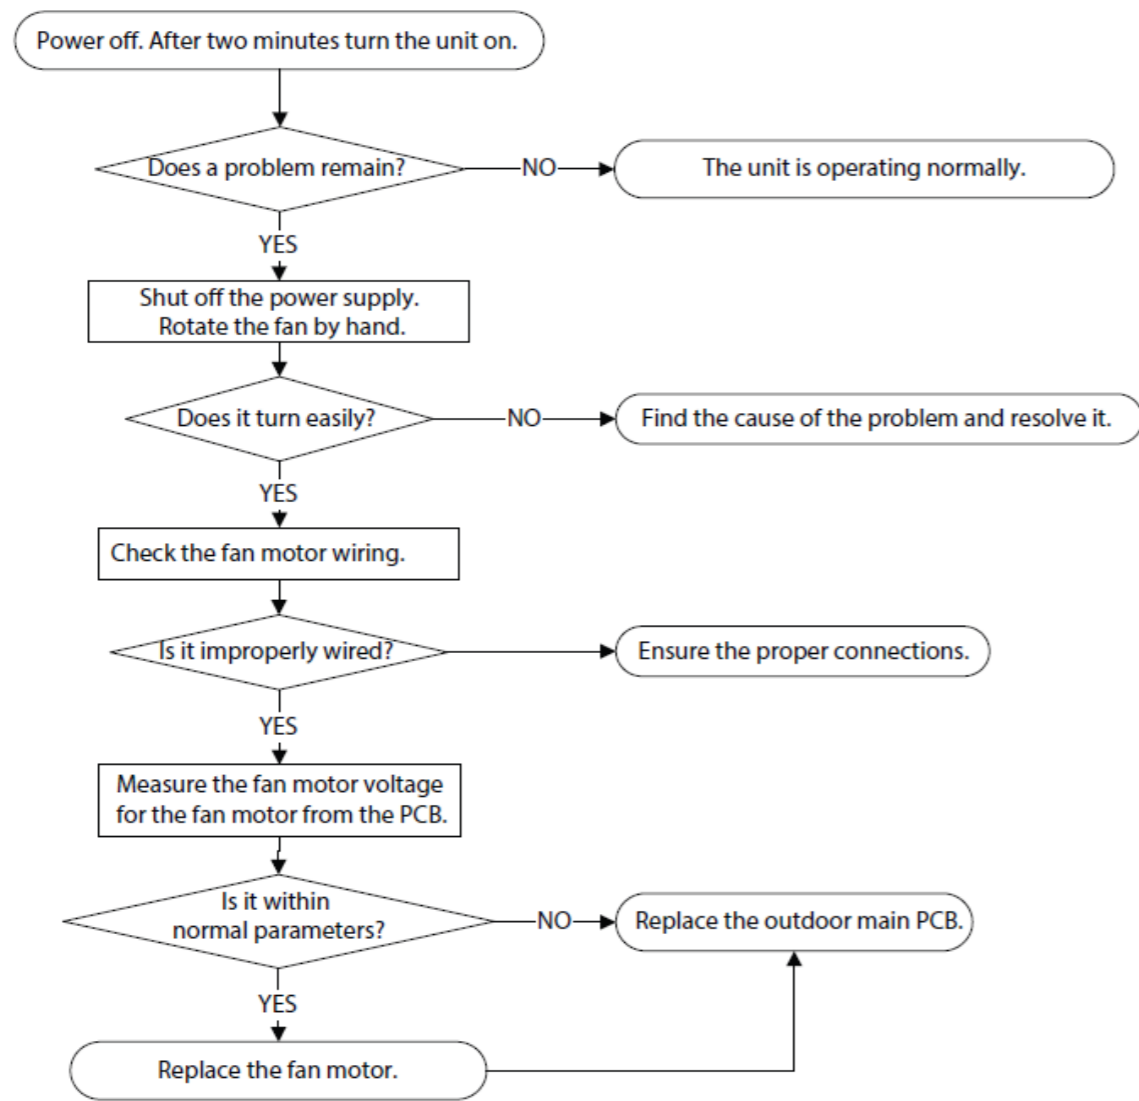 Power off. After two minutes turn the unit on.
Does a problem remain?
NO
The unit is operating normally.
YES
Shut off the power supply.
Rotate the fan by hand.
Does it turn easily?
NO
Find the cause of the problem and resolve it.
YES
Check the fan motor wiring.
Is it improperly wired?
Ensure the proper connections.
YES
Measure the fan motor voltage
for the fan motor from the PCB.
Is it within
normal parameters?
NO
Replace the outdoor main PCB.
YES
Replace the fan motor.